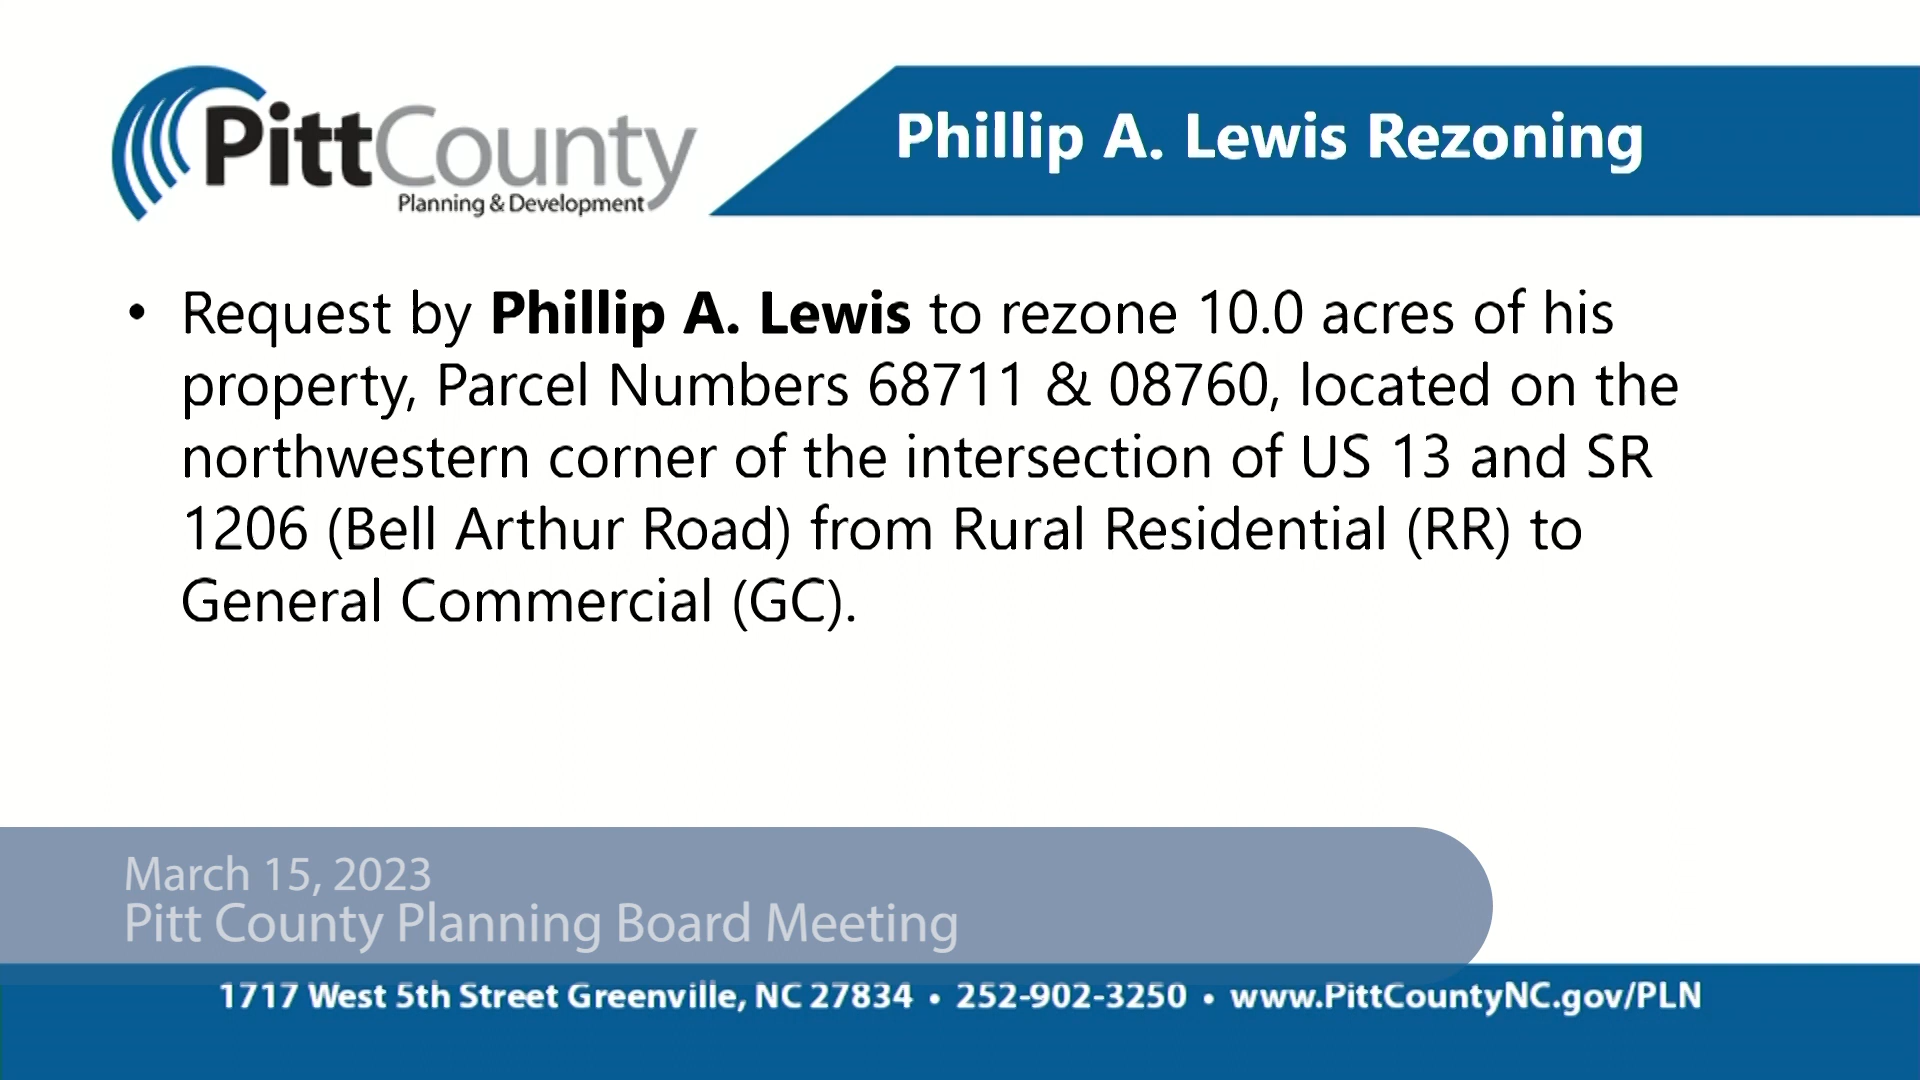 PittCounty
Planning & Development
Phillip A. Lewis Rezoning
• Request by Phillip A. Lewis to rezone 10.0 acres of his
property, Parcel Numbers 68711 & 08760, located on the
northwestern corner of the intersection of US 13 and SR
1206 (Bell Arthur Road) from Rural Residential (RR) to
General Commercial (GC).
March 15, 2023
Pitt County Planning Board Meeting
1717 West 5th Street Greenville, NC 27834 • 252-902-3250 • www.PittCountyNC.gov/PLN